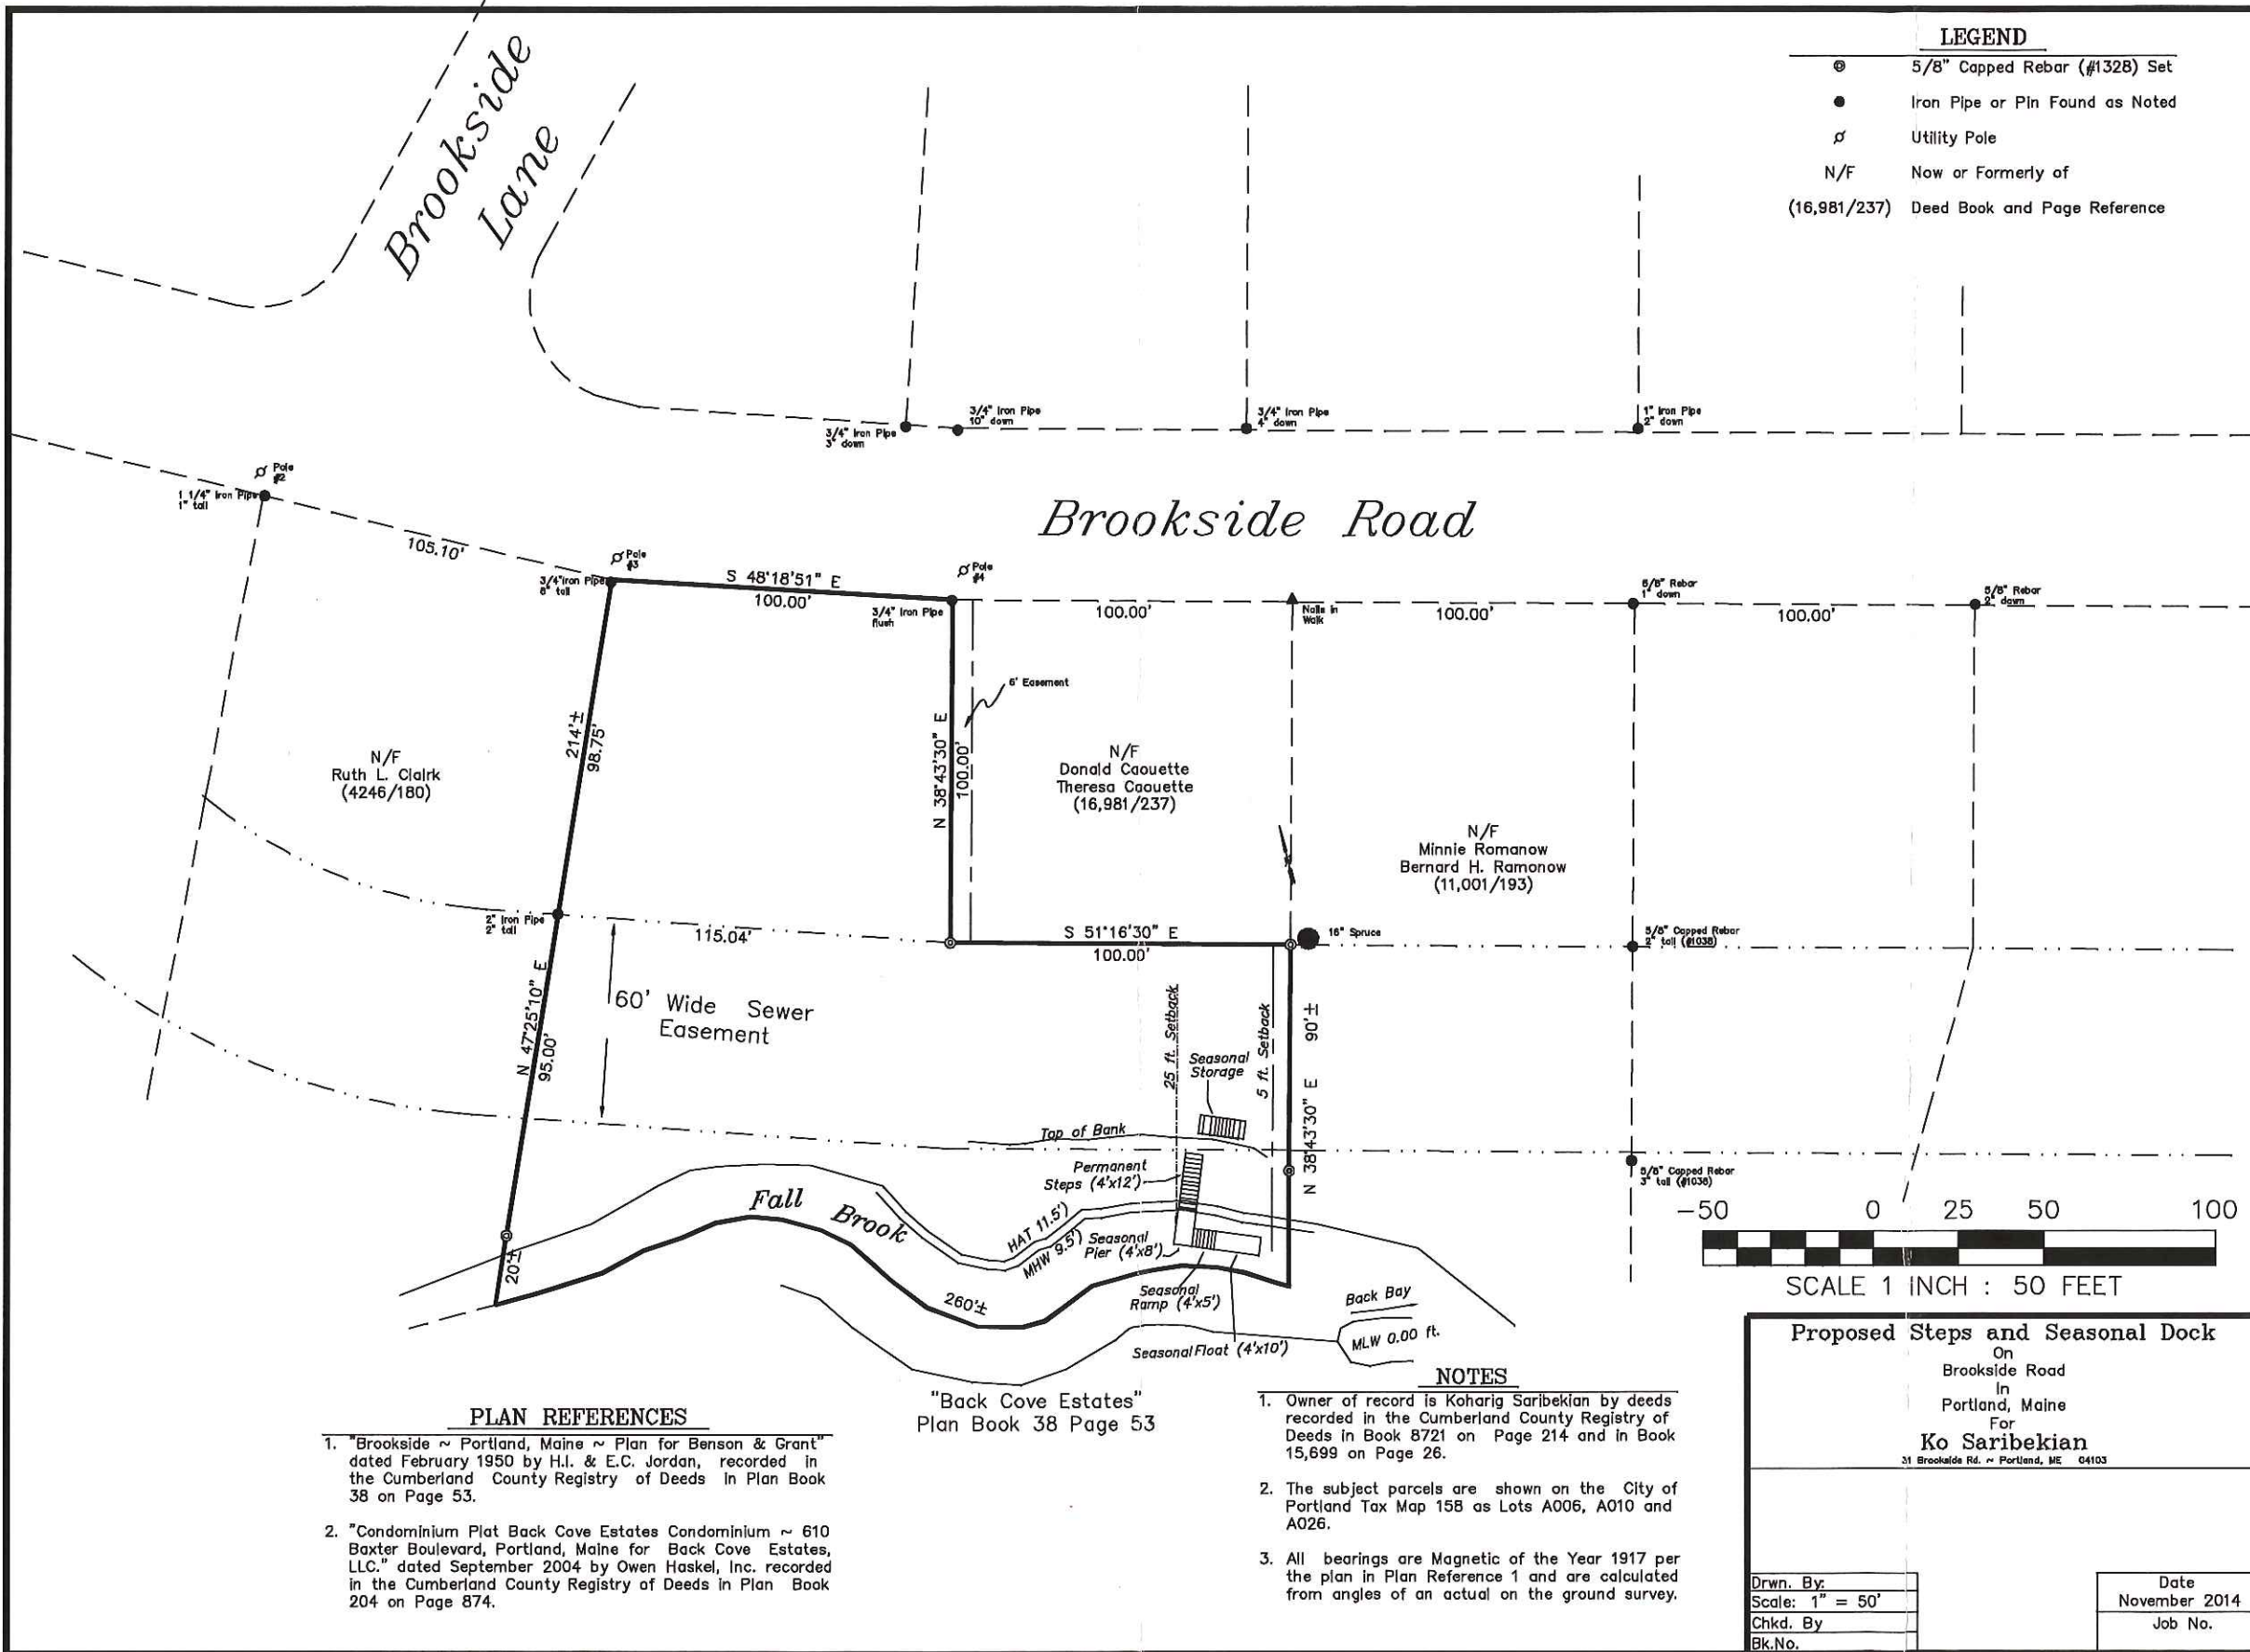 LEGEND
5/8" Capped Rebar (#1328) Set
Iron Pipe or Pin Found as Noted
Utility Pole
N/F Now or Formerly of
(16,981/237) Deed Book and Page Reference
Brookside
Lane
3/4" Iron Pipe
3" down
3/4" Iron Pipe
10" down
3/4" Iron Pipe
4" down
1" Iron Pipe
2" down
Pole
#2
1 1/4" Iron Pipe
1" tall
105.10'
Brookside Road
Pole
#3
3/4" Iron Pipe
8" tall
S 48°18'51" E
100.00'
Pole
#4
3/4" Iron Pipe
flush
100.00'
Nails in
Walk
100.00'
5/8" Rebar
1" down
100.00'
5/8" Rebar
2" down
6' Easement
214'±
98.75'
N 38°43'30" E
100.00'
N/F
Ruth L. Clalrk
(4246/180)
N/F
Donald Caouette
Theresa Caouette
(16,981/237)
N/F
Minnie Romanow
Bernard H. Ramonow
(11,001/193)
2" Iron Pipe
2" tall
115.04'
S 51°16'30" E
100.00'
16" Spruce
5/8" Capped Rebar
2" tall (#1038)
N 47°25'10" E
95.00'
60' Wide Sewer
Easement
25 ft. Setback
Seasonal
Storage
5 ft. Setback
N 38°43'30" E 90'±
Top of Bank
Permanent
Steps (4'x12')
5/8" Capped Rebar
3" tall (#1038)
Fall Brook
HAT 11.5')
MHW 9.5')
Seasonal
Pier (4'x8')
20'±
260'±
Seasonal
Ramp (4'x5')
Seasonal Float (4'x10')
Back Bay
MLW 0.00 ft.
-50 0 25 50 100
SCALE 1 INCH : 50 FEET
"Back Cove Estates"
Plan Book 38 Page 53
PLAN REFERENCES
1. "Brookside ~ Portland, Maine ~ Plan for Benson & Grant"
dated February 1950 by H.I. & E.C. Jordan, recorded in
the Cumberland County Registry of Deeds in Plan Book
38 on Page 53.
2. "Condominium Plat Back Cove Estates Condominium ~ 610
Baxter Boulevard, Portland, Maine for Back Cove Estates,
LLC." dated September 2004 by Owen Haskel, Inc. recorded
in the Cumberland County Registry of Deeds in Plan Book
204 on Page 874.
NOTES
1. Owner of record is Koharig Saribekian by deeds
recorded in the Cumberland County Registry of
Deeds in Book 8721 on Page 214 and in Book
15,699 on Page 26.
2. The subject parcels are shown on the City of
Portland Tax Map 158 as Lots A006, A010 and
A026.
3. All bearings are Magnetic of the Year 1917 per
the plan in Plan Reference 1 and are calculated
from angles of an actual on the ground survey.
Proposed Steps and Seasonal Dock
On
Brookside Road
In
Portland, Maine
For
Ko Saribekian
31 Brookside Rd. ~ Portland, ME 04103
Drwn. By:
Scale: 1" = 50'
Chkd. By
Bk.No.
Date
November 2014
Job No.